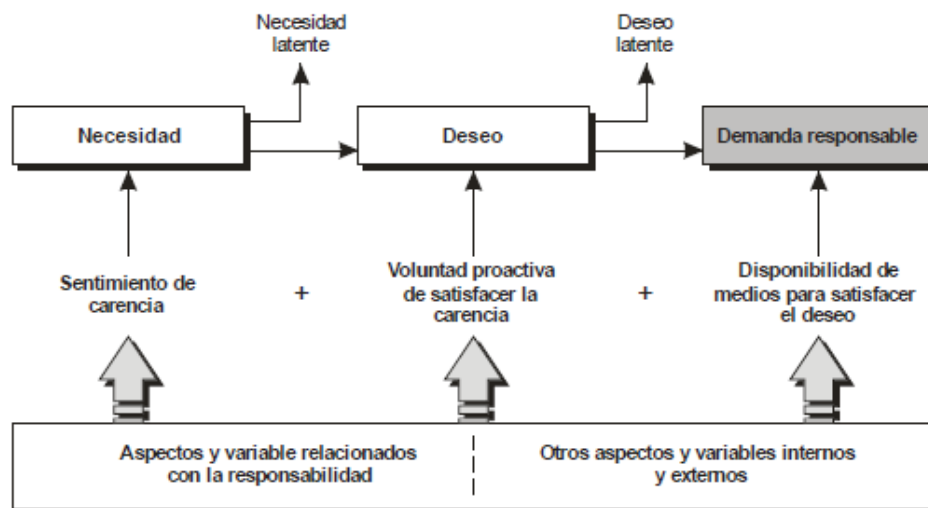 Necesidad
latente
Deseo
latente
Necesidad
Deseo
Demanda responsable
Sentimiento de
carencia
+
Voluntad proactiva
de satisfacer la
carencia
+
Disponibilidad de
medios para satisfacer
el deseo
Aspectos y variable relacionados
con la responsabilidad
Otros aspectos y variables internos
y externos